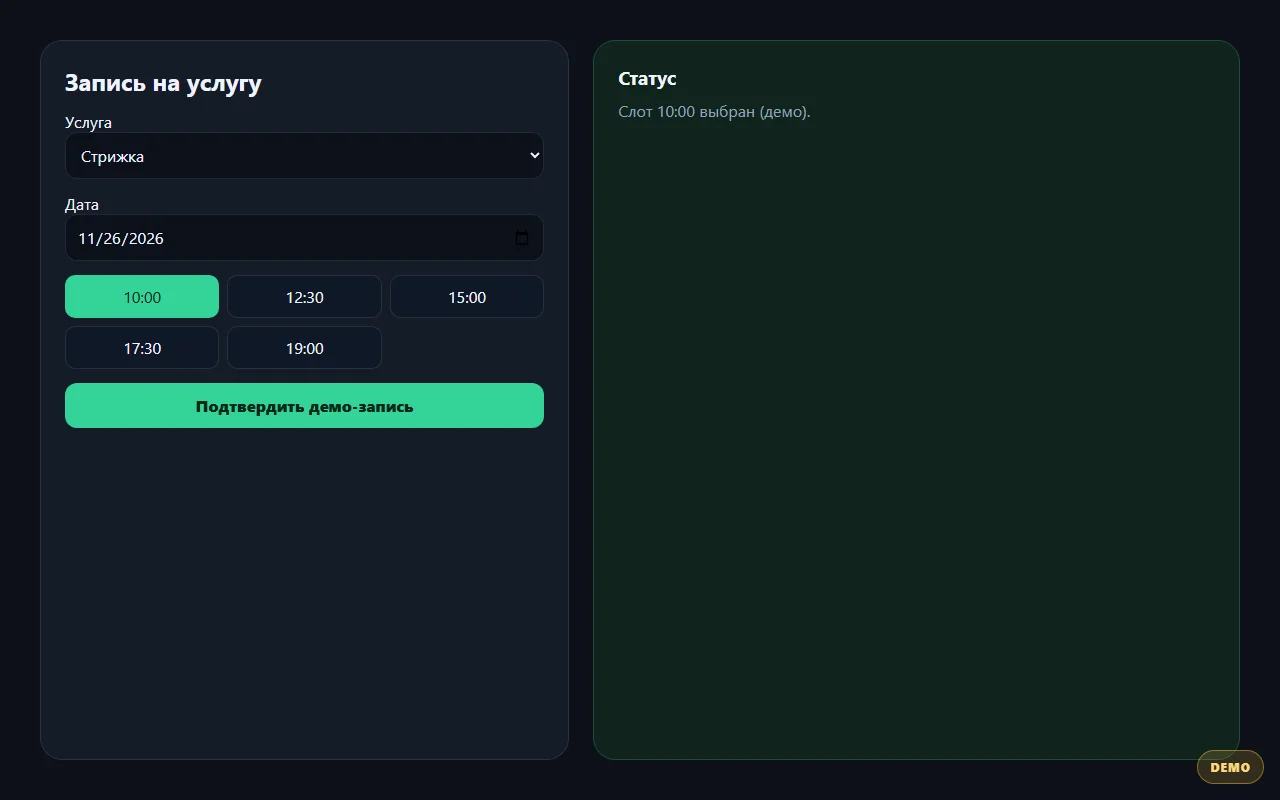 Запись на услугу
Услуга
Стрижка
Дата
11/26/2026
10:00 12:30 15:00
17:30 19:00
Подтвердить демо-запись
Статус
Слот 10:00 выбран (демо).
DEMO